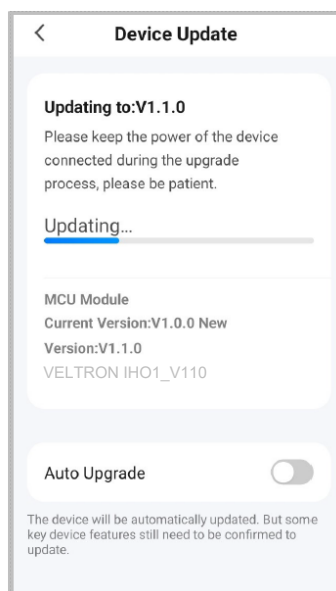 Device Update
Updating to:V1.1.0
Please keep the power of the device
connected during the upgrade
process, please be patient.
Updating...
MCU Module
Current Version:V1.0.0 New
Version:V1.1.0
VELTRON IHO1_V110
Auto Upgrade
The device will be automatically updated. But some
key device features still need to be confirmed to
update.